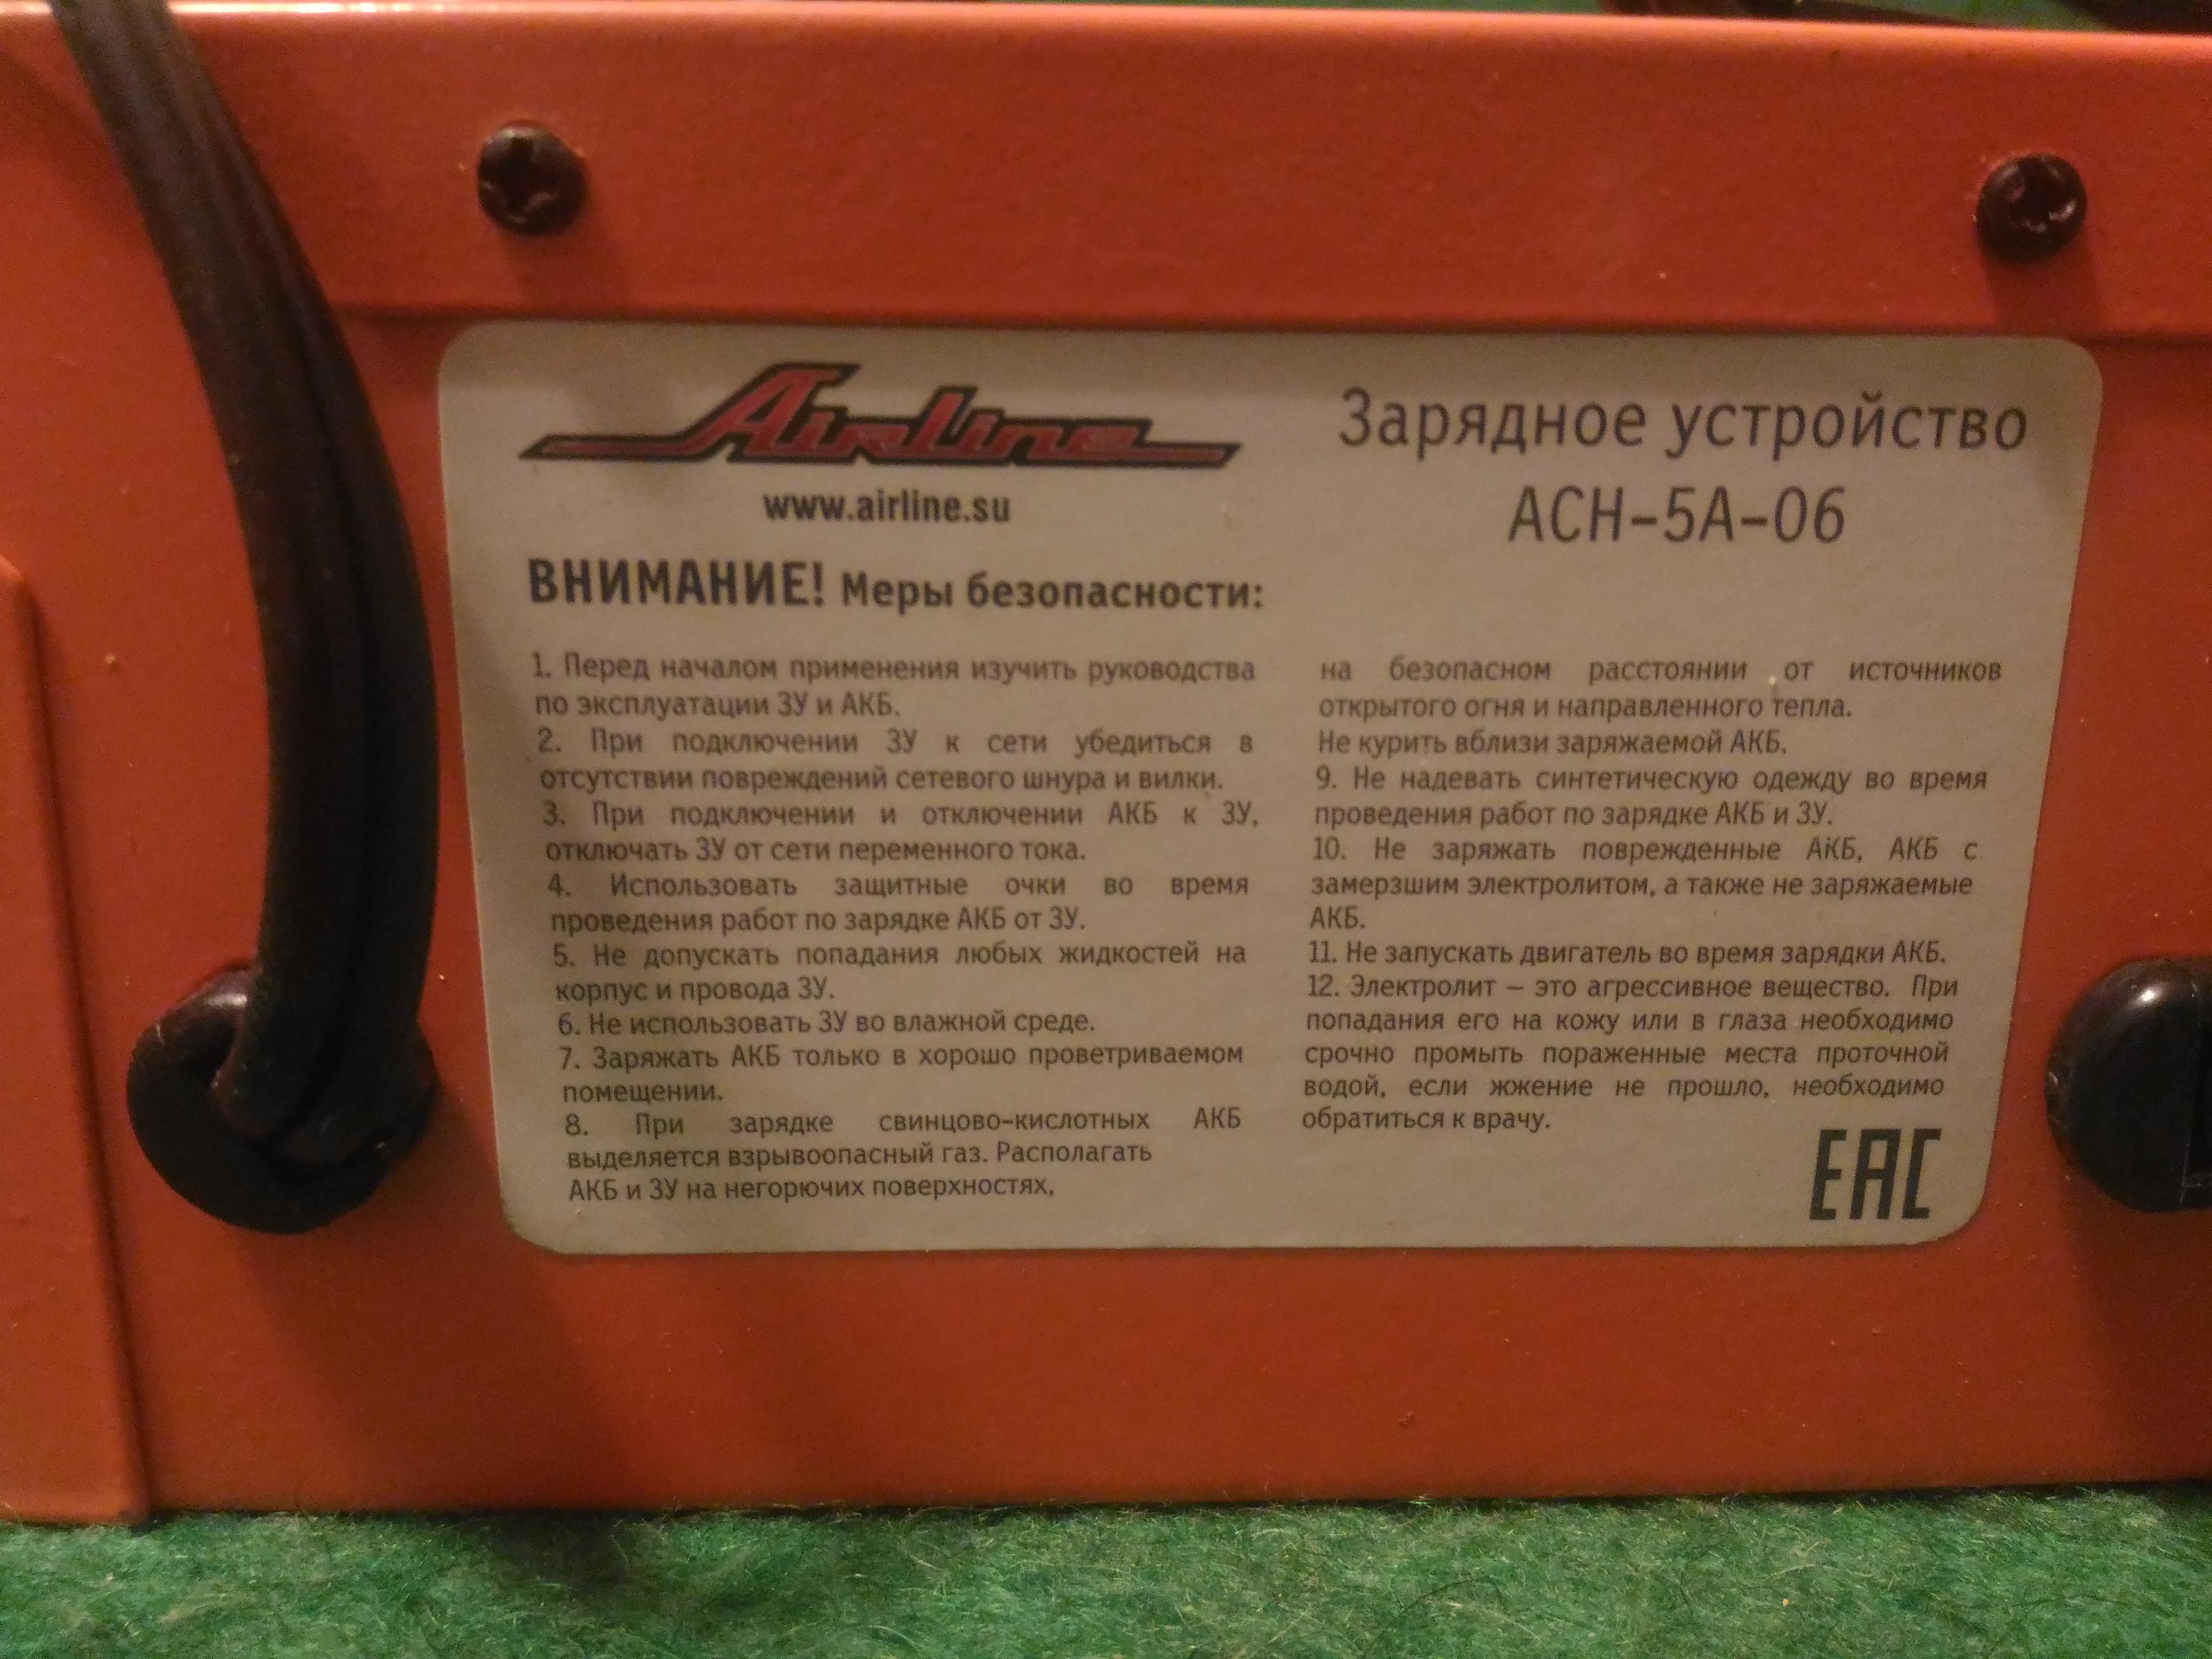 AirLine
www.airline.su
Зарядное устройство
АСН-5А-06
ВНИМАНИЕ! Меры безопасности:
1. Перед началом применения изучить руководства
по эксплуатации ЗУ и АКБ.
2. При подключении ЗУ к сети убедиться в
отсутствии повреждений сетевого шнура и вилки.
3. При подключении и отключении АКБ к ЗУ,
отключать ЗУ от сети переменного тока.
4. Использовать защитные очки во время
проведения работ по зарядке АКБ от ЗУ.
5. Не допускать попадания любых жидкостей на
корпус и провода ЗУ.
6. Не использовать ЗУ во влажной среде.
7. Заряжать АКБ только в хорошо проветриваемом
помещении.
8. При зарядке свинцово-кислотных АКБ
выделяется взрывоопасный газ. Располагать
АКБ и ЗУ на негорючих поверхностях,
на безопасном расстоянии от источников
открытого огня и направленного тепла.
Не курить вблизи заряжаемой АКБ.
9. Не надевать синтетическую одежду во время
проведения работ по зарядке АКБ и ЗУ.
10. Не заряжать поврежденные АКБ, АКБ с
замерзшим электролитом, а также не заряжаемые
АКБ.
11. Не запускать двигатель во время зарядки АКБ.
12. Электролит – это агрессивное вещество. При
попадания его на кожу или в глаза необходимо
срочно промыть пораженные места проточной
водой, если жжение не прошло, необходимо
обратиться к врачу.
EAC